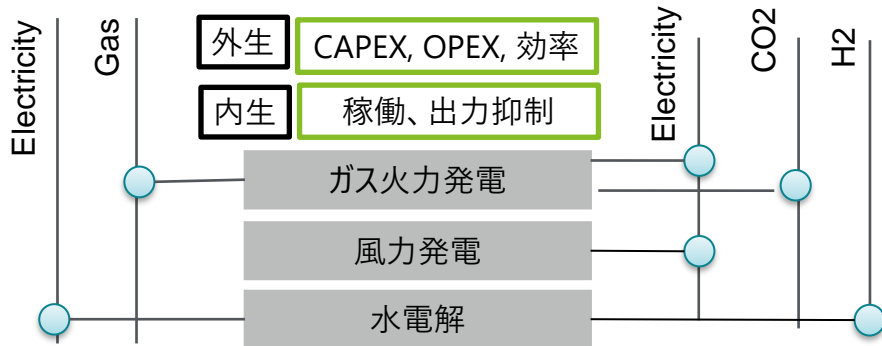 Electricity
Gas
外生
CAPEX, OPEX, 効率
内生
稼働、出力抑制
Electricity
CO2
H2
ガス火力発電
風力発電
水電解